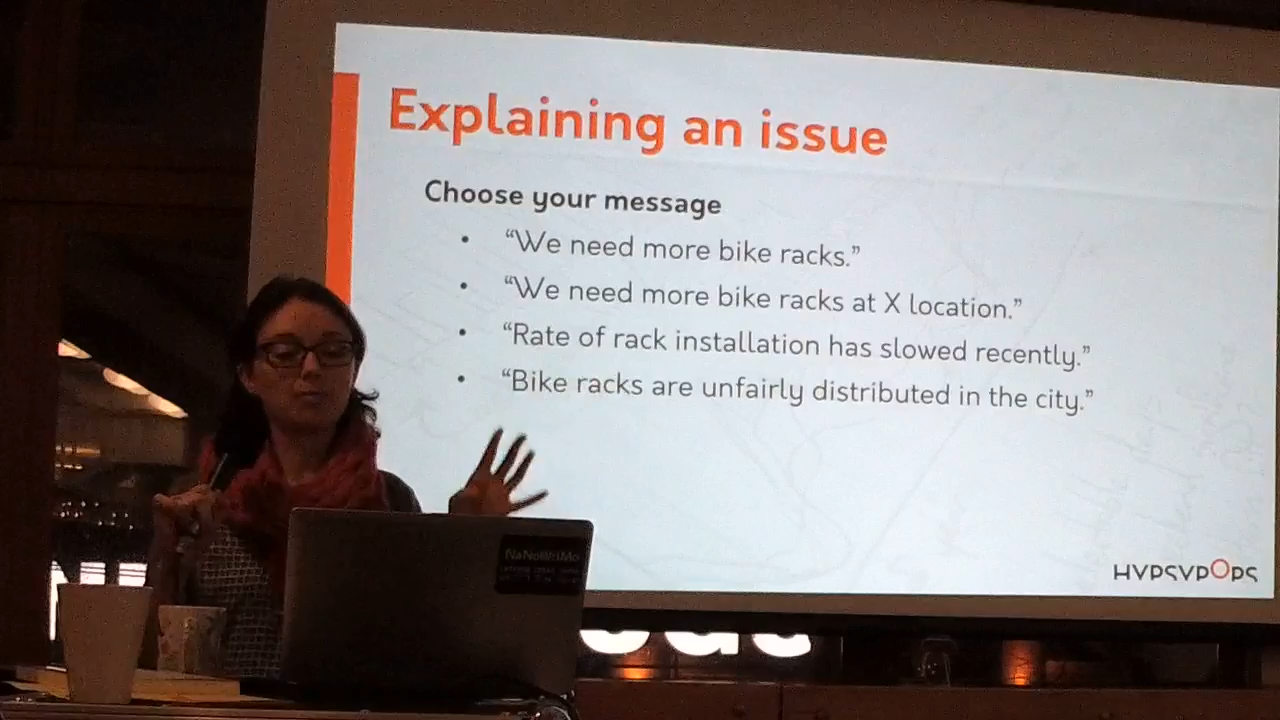 Explaining an issue
Choose your message
• “We need more bike racks.”
• “We need more bike racks at X location.”
• “Rate of rack installation has slowed recently.”
• “Bike racks are unfairly distributed in the city.”
HVPSVPOPS
NaNoWriMo